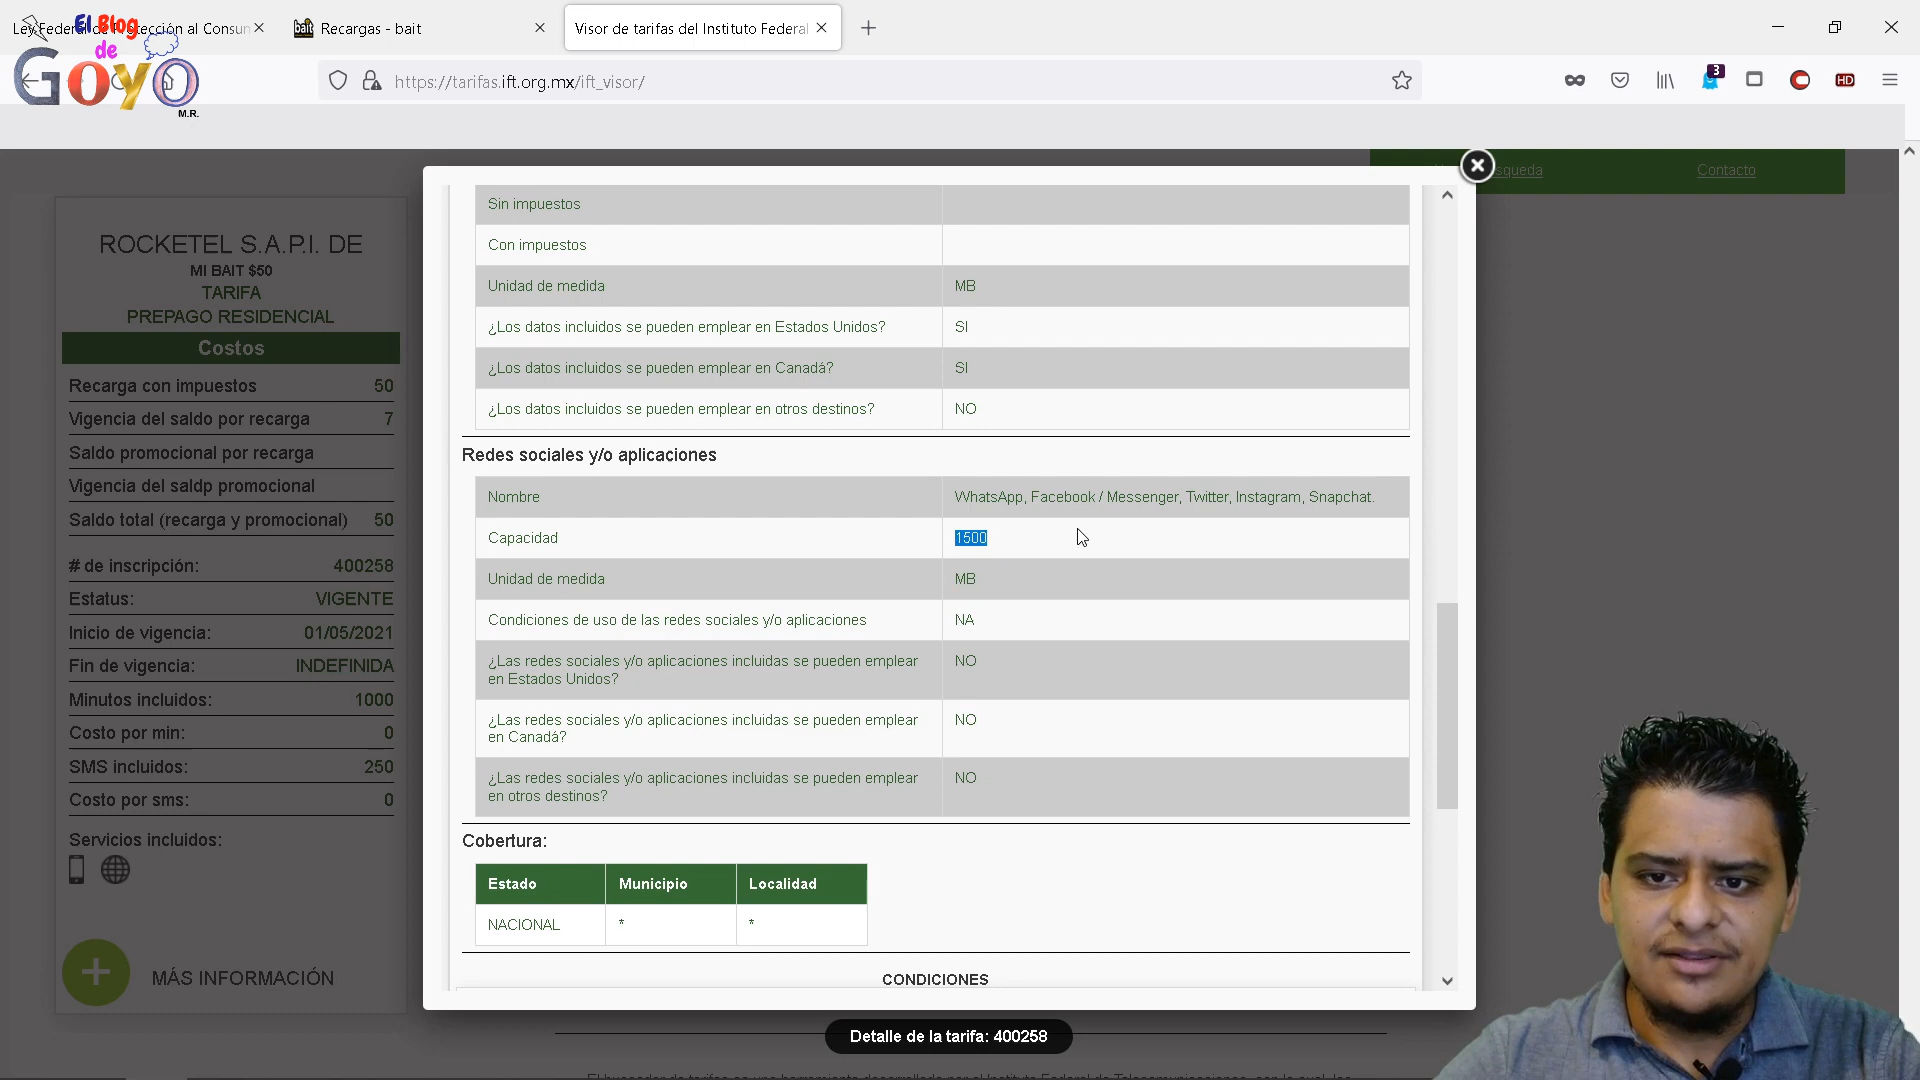 Ley Federal de Protección al Consum
Recargas - bait
Visor de tarifas del Instituto Federal
El Blog
de
GOYO
M.R.
https://tarifas.ift.org.mx/ift_visor/
3
HD
squeda
Contacto
ROCKETEL S.A.P.I. DE
MI BAIT $50
TARIFA
PREPAGO RESIDENCIAL
Costos
Recarga con impuestos 50
Vigencia del saldo por recarga 7
Saldo promocional por recarga
Vigencia del saldp promocional
Saldo total (recarga y promocional) 50
# de inscripción: 400258
Estatus: VIGENTE
Inicio de vigencia: 01/05/2021
Fin de vigencia: INDEFINIDA
Minutos incluidos: 1000
Costo por min: 0
SMS incluidos: 250
Costo por sms: 0
Servicios incluidos:
MÁS INFORMACIÓN
Sin impuestos
Con impuestos
Unidad de medida MB
¿Los datos incluidos se pueden emplear en Estados Unidos? SI
¿Los datos incluidos se pueden emplear en Canadá? SI
¿Los datos incluidos se pueden emplear en otros destinos? NO
Redes sociales y/o aplicaciones
Nombre WhatsApp, Facebook / Messenger, Twitter, Instagram, Snapchat.
Capacidad 1500
Unidad de medida MB
Condiciones de uso de las redes sociales y/o aplicaciones NA
¿Las redes sociales y/o aplicaciones incluidas se pueden emplear NO
en Estados Unidos?
¿Las redes sociales y/o aplicaciones incluidas se pueden emplear NO
en Canadá?
¿Las redes sociales y/o aplicaciones incluidas se pueden emplear NO
en otros destinos?
Cobertura:
Estado Municipio Localidad
NACIONAL * *
CONDICIONES
Detalle de la tarifa: 400258